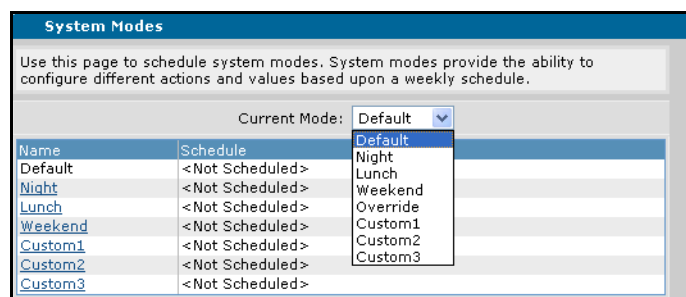 System Modes
Use this page to schedule system modes. System modes provide the ability to
configure different actions and values based upon a weekly schedule.
Current Mode: Default
Default
Night
Lunch
Weekend
Override
Custom1
Custom2
Custom3
Name Schedule
Default <Not Scheduled>
Night <Not Scheduled>
Lunch <Not Scheduled>
Weekend <Not Scheduled>
Custom1 <Not Scheduled>
Custom2 <Not Scheduled>
Custom3 <Not Scheduled>